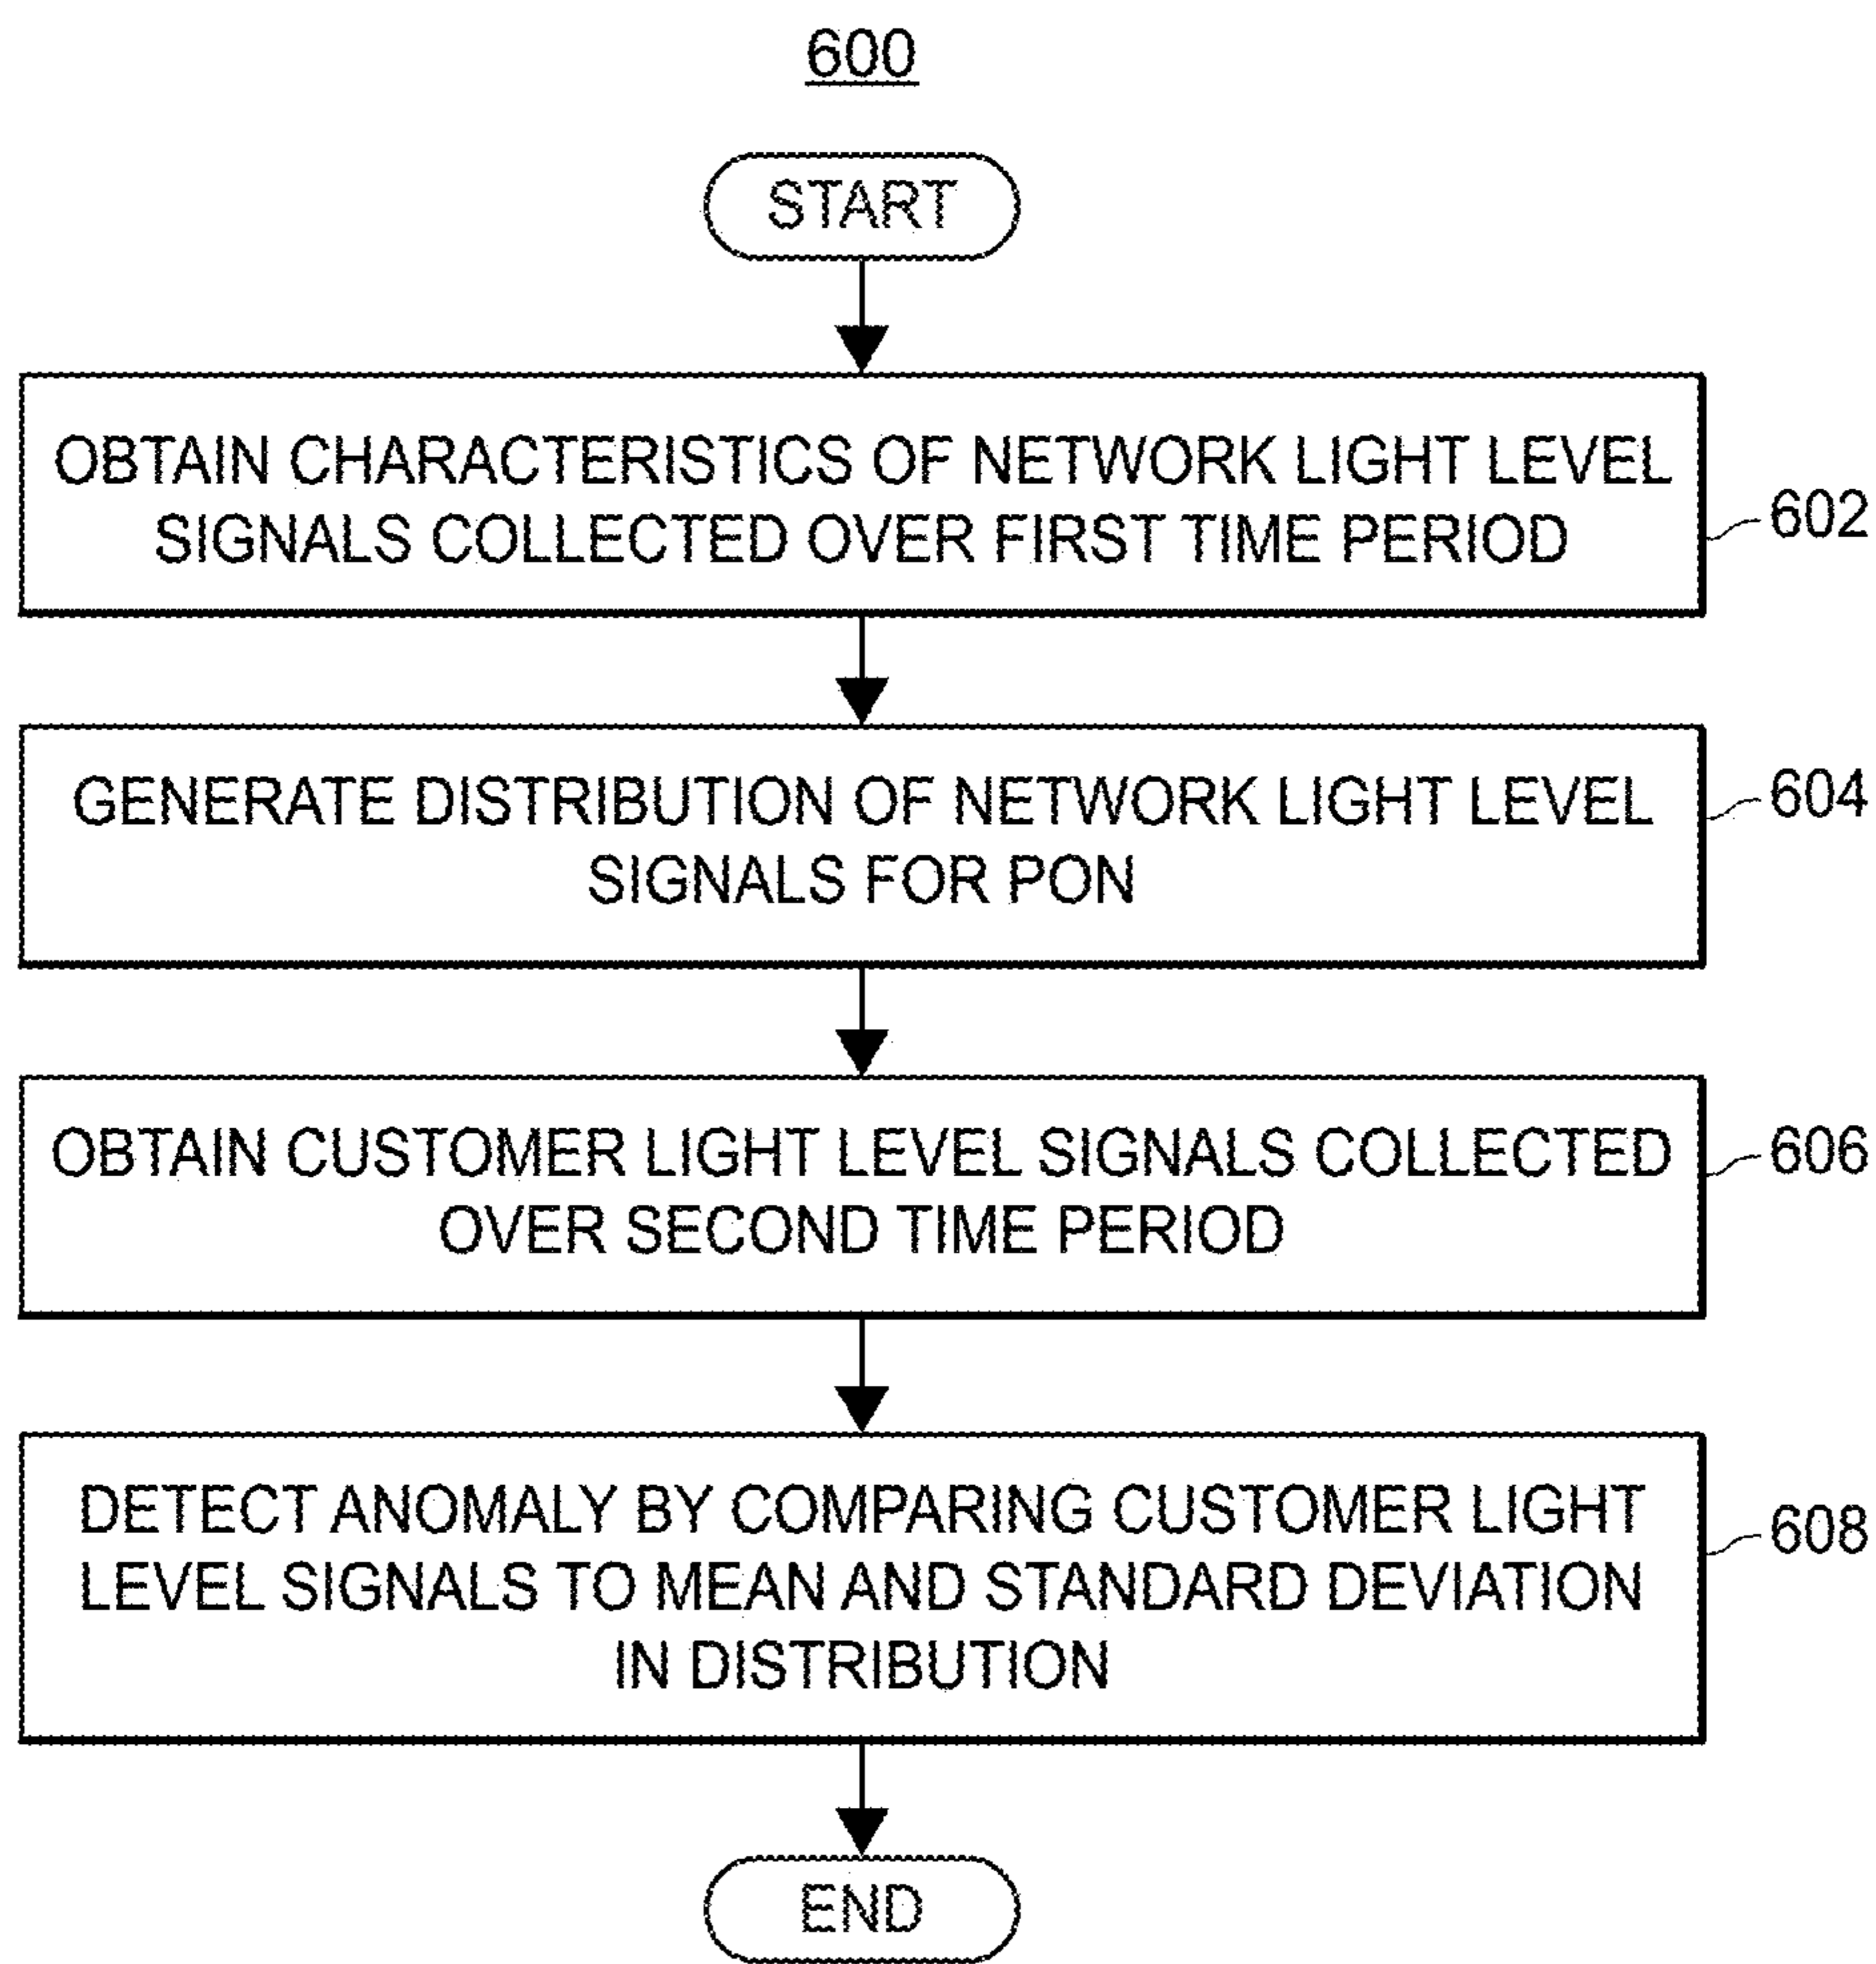 600
START
OBTAIN CHARACTERISTICS OF NETWORK LIGHT LEVEL
SIGNALS COLLECTED OVER FIRST TIME PERIOD
602
GENERATE DISTRIBUTION OF NETWORK LIGHT LEVEL
SIGNALS FOR PON
604
OBTAIN CUSTOMER LIGHT LEVEL SIGNALS COLLECTED
OVER SECOND TIME PERIOD
606
DETECT ANOMALY BY COMPARING CUSTOMER LIGHT
LEVEL SIGNALS TO MEAN AND STANDARD DEVIATION
IN DISTRIBUTION
608
END